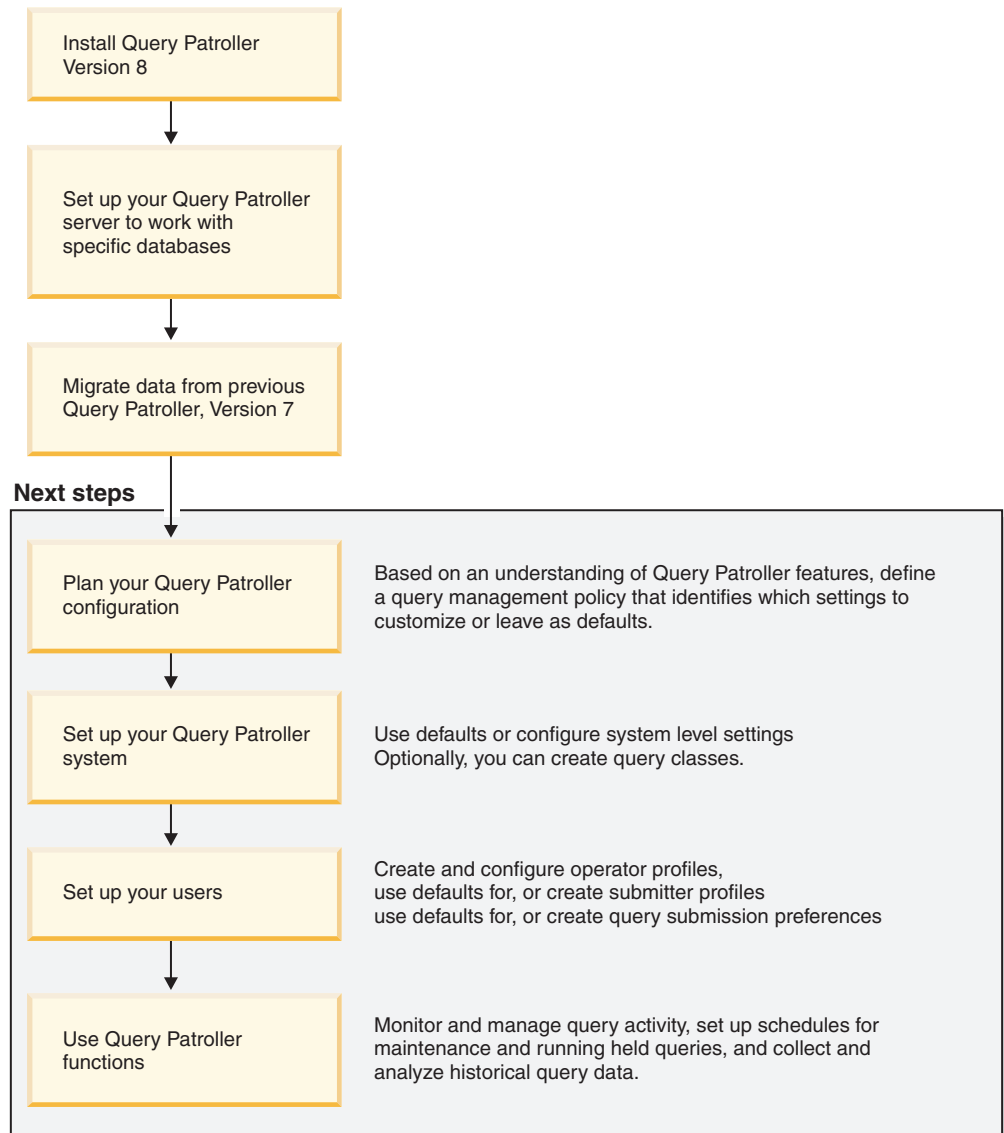 Install Query Patroller
Version 8
Set up your Query Patroller
server to work with
specific databases
Migrate data from previous
Query Patroller, Version 7
Next steps
Plan your Query Patroller
configuration
Based on an understanding of Query Patroller features, define
a query management policy that identifies which settings to
customize or leave as defaults.
Set up your Query Patroller
system
Use defaults or configure system level settings
Optionally, you can create query classes.
Set up your users
Create and configure operator profiles,
use defaults for, or create submitter profiles
use defaults for, or create query submission preferences
Use Query Patroller
functions
Monitor and manage query activity, set up schedules for
maintenance and running held queries, and collect and
analyze historical query data.